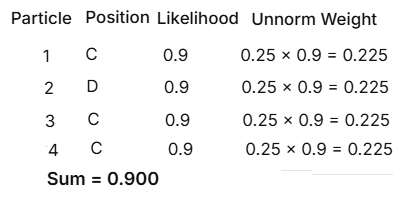 Particle Position Likelihood Unnorm Weight
1 C 0.9 0.25 × 0.9 = 0.225
2 D 0.9 0.25 × 0.9 = 0.225
3 C 0.9 0.25 × 0.9 = 0.225
4 C 0.9 0.25 × 0.9 = 0.225
Sum = 0.900